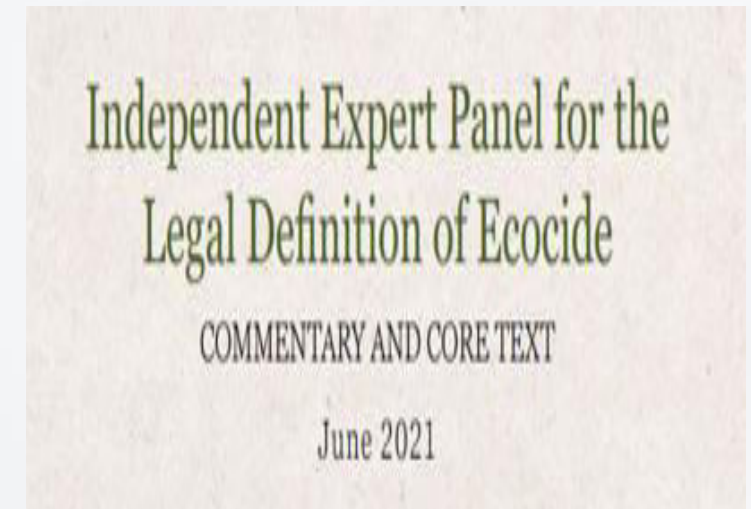 Independent Expert Panel for the
Legal Definition of Ecocide
COMMENTARY AND CORE TEXT
June 2021